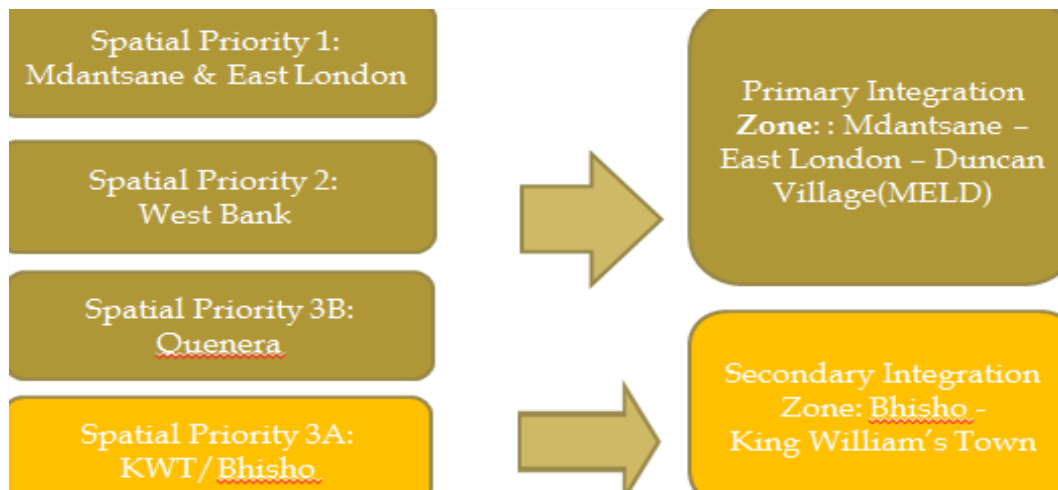 Spatial Priority 1:
Mdantsane & East London
Spatial Priority 2:
West Bank
Spatial Priority 3B:
Quenera
Spatial Priority 3A:
KWT/Bhisho
Primary Integration
Zone: : Mdantsane –
East London – Duncan
Village(MELD)
Secondary Integration
Zone: Bhisho -
King William's Town